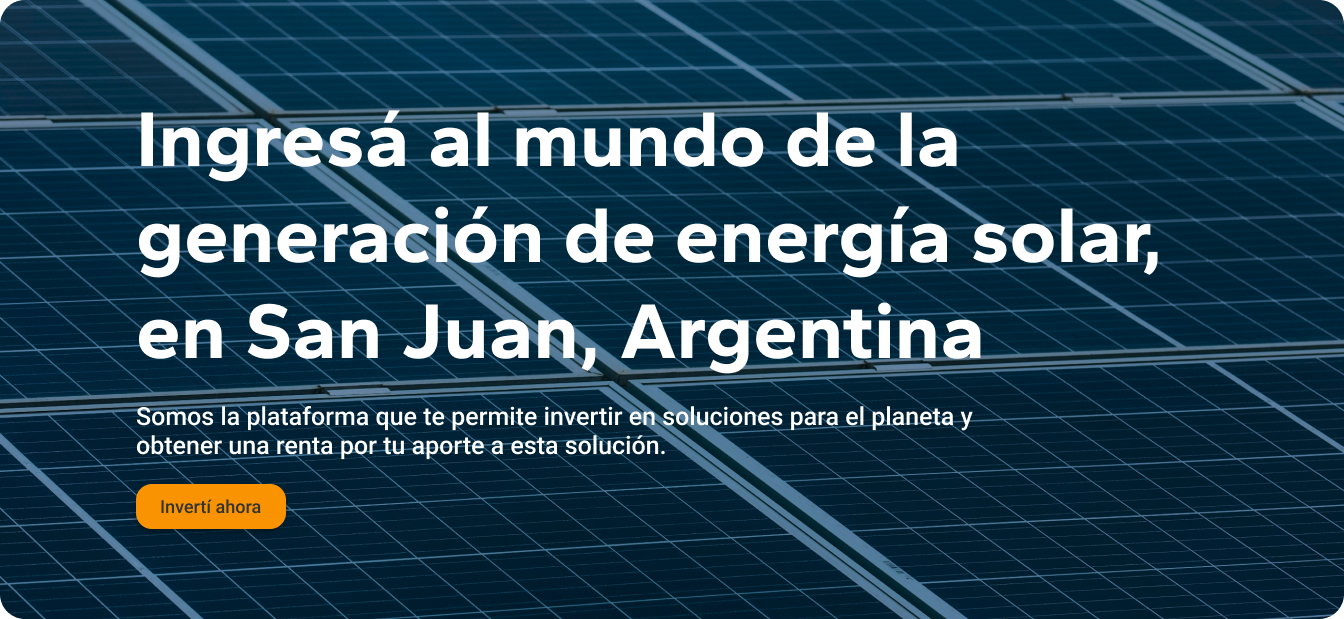 Ingresá al mundo de la
generación de energía solar,
en San Juan, Argentina
Somos la plataforma que te permite invertir en soluciones para el planeta y
obtener una renta por tu aporte a esta solución.
Invertí ahora